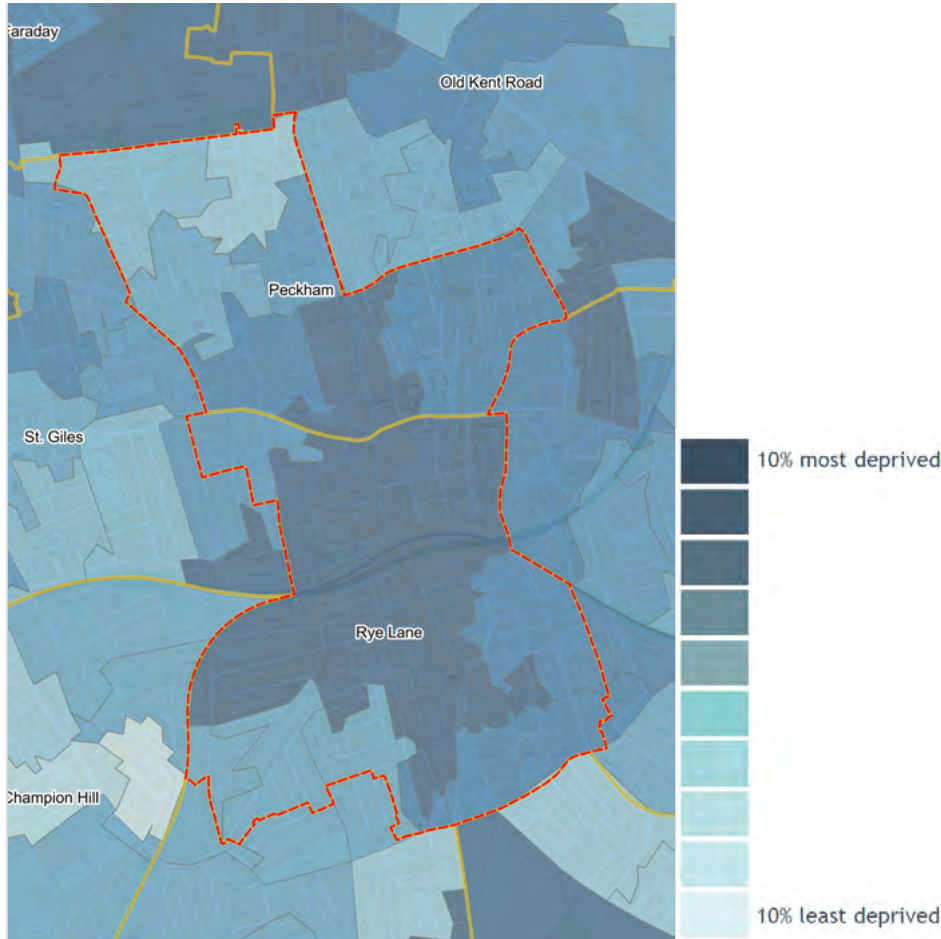 Faraday
Old Kent Road
Peckham
St. Giles
10% most deprived
Rye Lane
Champion Hill
10% least deprived